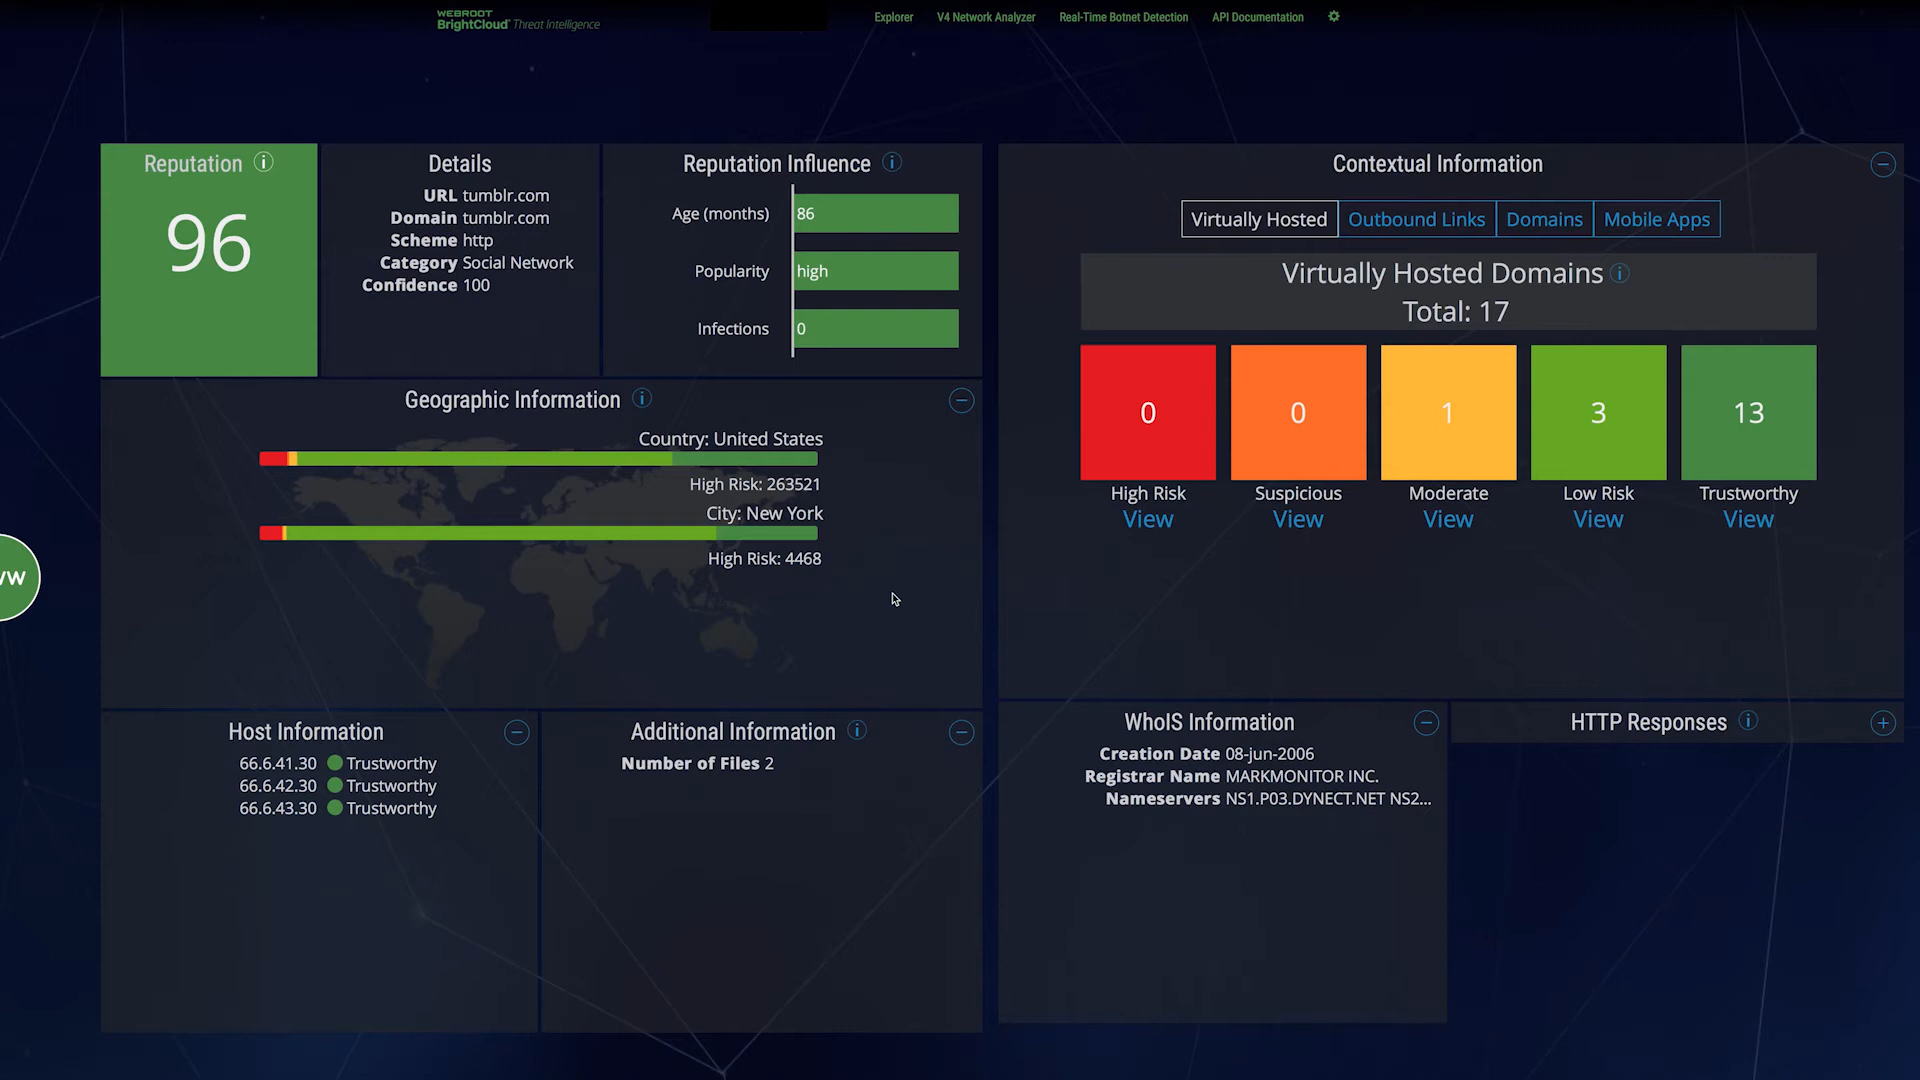 WEBROOT
BrightCloud Threat Intelligence
Explorer
V4 Network Analyzer
Real-Time Botnet Detection
API Documentation
Reputation
96
Details
URL tumblr.com
Domain tumblr.com
Scheme http
Category Social Network
Confidence 100
Reputation Influence
Age (months) 86
Popularity high
Infections 0
Geographic Information
Country: United States
High Risk: 263521
City: New York
High Risk: 4468
Host Information
66.6.41.30 Trustworthy
66.6.42.30 Trustworthy
66.6.43.30 Trustworthy
Additional Information
Number of Files 2
Contextual Information
Virtually Hosted
Outbound Links
Domains
Mobile Apps
Virtually Hosted Domains
Total: 17
0
0
1
3
13
High Risk
Suspicious
Moderate
Low Risk
Trustworthy
View
View
View
View
View
WhoIS Information
Creation Date 08-jun-2006
Registrar Name MARKMONITOR INC.
Nameservers NS1.P03.DYNECT.NET NS2...
HTTP Responses